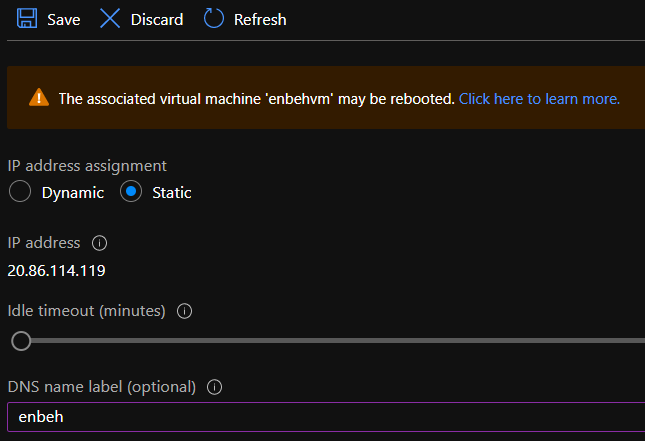 Save Discard Refresh
The associated virtual machine 'enbehvm' may be rebooted. Click here to learn more.
IP address assignment
Dynamic Static
IP address
20.86.114.119
Idle timeout (minutes)
DNS name label (optional)
enbeh